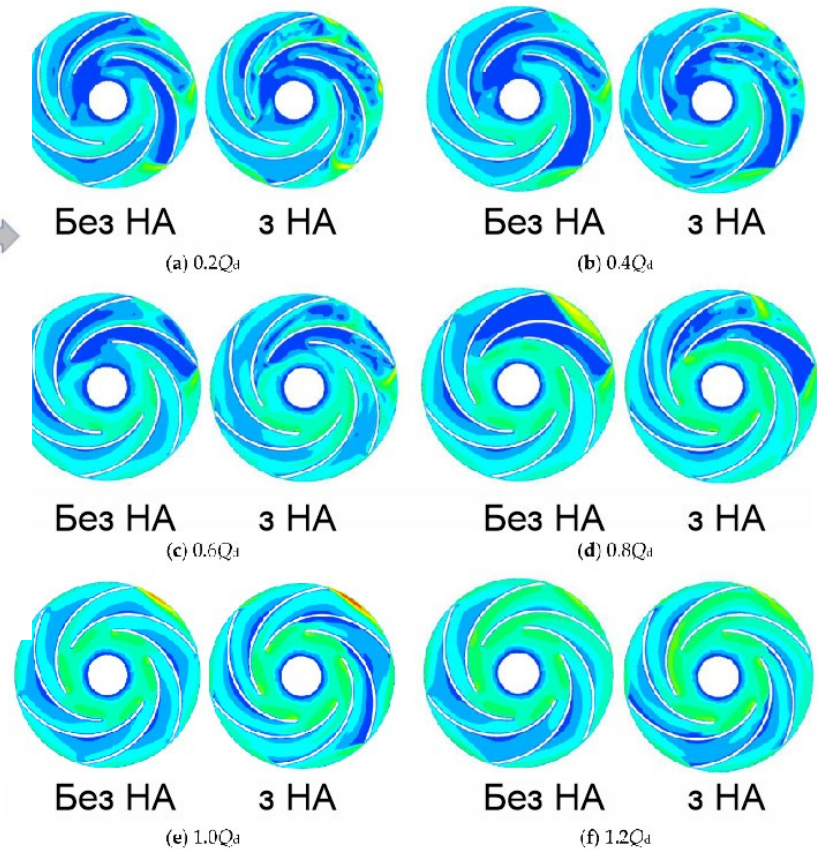 Без НА з НА Без НА з НА
(a) 0.2Qd (b) 0.4Qd
Без НА з НА Без НА з НА
(c) 0.6Qd (d) 0.8Qd
Без НА з НА Без НА з НА
(e) 1.0Qd (f) 1.2Qd